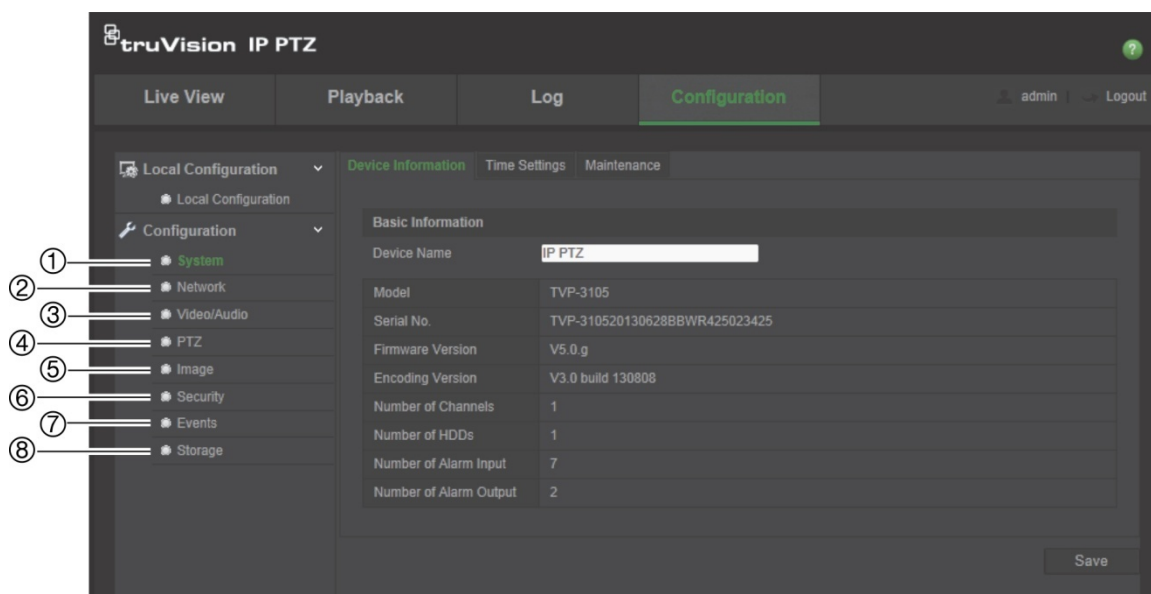 truVision IP PTZ
?
Live View Playback Log Configuration admin Logout
Local Configuration
Local Configuration
Configuration
① System
② Network
③ Video/Audio
④ PTZ
⑤ Image
⑥ Security
⑦ Events
⑧ Storage
Device Information Time Settings Maintenance
Basic Information
Device Name IP PTZ
Model TVP-3105
Serial No. TVP-310520130628BBWR425023425
Firmware Version V5.0.g
Encoding Version V3.0 build 130808
Number of Channels 1
Number of HDDs 1
Number of Alarm Input 7
Number of Alarm Output 2
Save